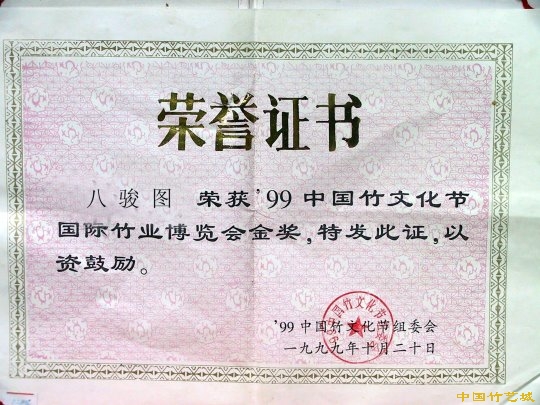 荣誉证书
八骏图 荣获'99中国竹文化节
国际竹业博览会金奖,特发此证,以
资鼓励。
'99中国竹文化节组委会
一九九九年十月二十日
中国竹艺城